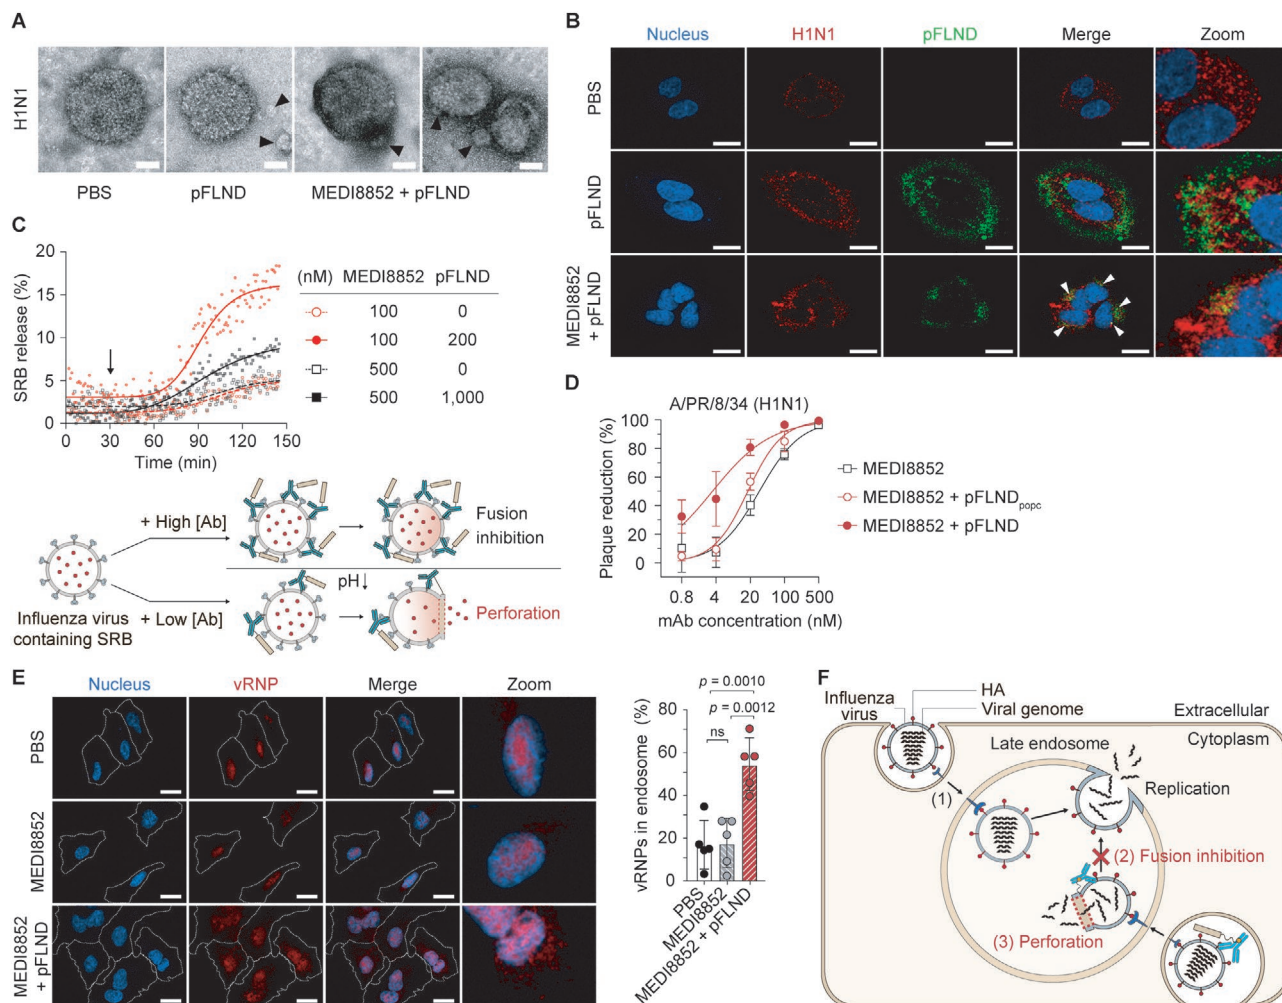 A
H1N1
PBS
pFLND
MEDI8852 + pFLND
B
Nucleus
H1N1
pFLND
Merge
Zoom
PBS
pFLND
MEDI8852
+ pFLND
C
SRB release (%)
20
15
10
5
0
0 30 60 90 120 150
Time (min)
(nM) MEDI8852 pFLND
100 0
100 200
500 0
500 1,000
Influenza virus
containing SRB
+ High [Ab]
+ Low [Ab]
pH↓
Fusion
inhibition
Perforation
D
A/PR/8/34 (H1N1)
Plaque reduction (%)
100
80
60
40
20
0
0.8 4 20 100 500
mAb concentration (nM)
MEDI8852
MEDI8852 + pFLNDpopc
MEDI8852 + pFLND
E
Nucleus
vRNP
Merge
Zoom
PBS
MEDI8852
MEDI8852
+ pFLND
p = 0.0010
p = 0.0012
ns
vRNPs in endosome (%)
80
60
40
20
0
PBS
MEDI8852
MEDI8852 + pFLND
F
Influenza
virus
HA
Viral genome
Extracellular
Cytoplasm
Late endosome
Replication
(1)
(2) Fusion inhibition
(3) Perforation